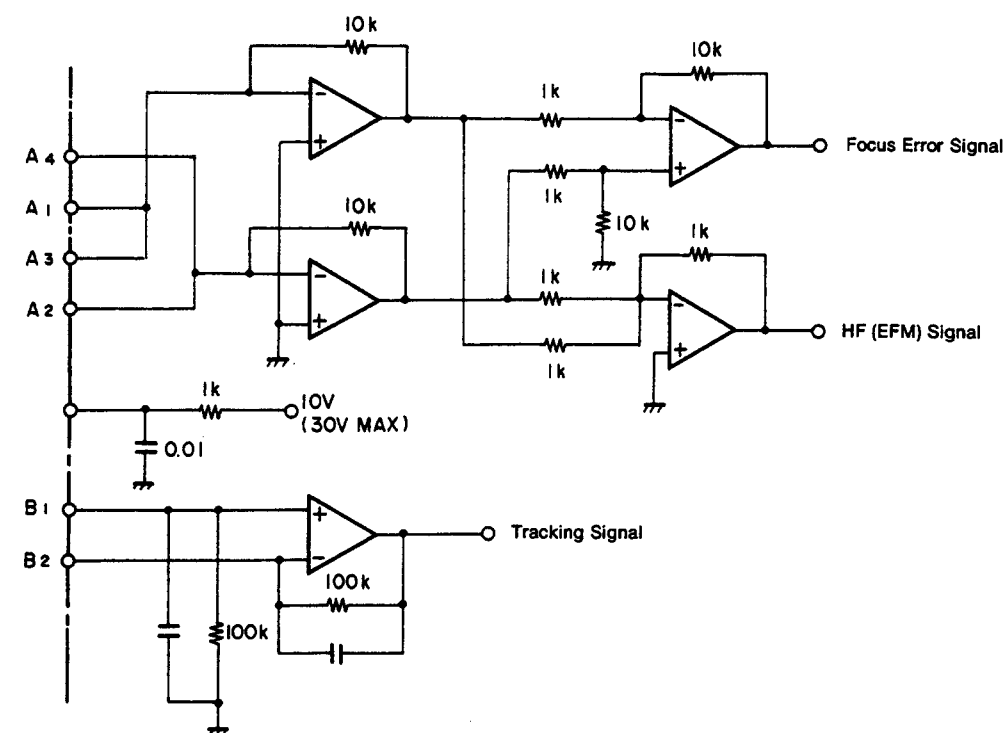 10k
10k
1k
A4
Focus Error Signal
1k
A1
10k
10k
1k
A3
1k
A2
HF (EFM) Signal
1k
1k
10V
(30V MAX)
0.01
B1
Tracking Signal
B2
100k
100k